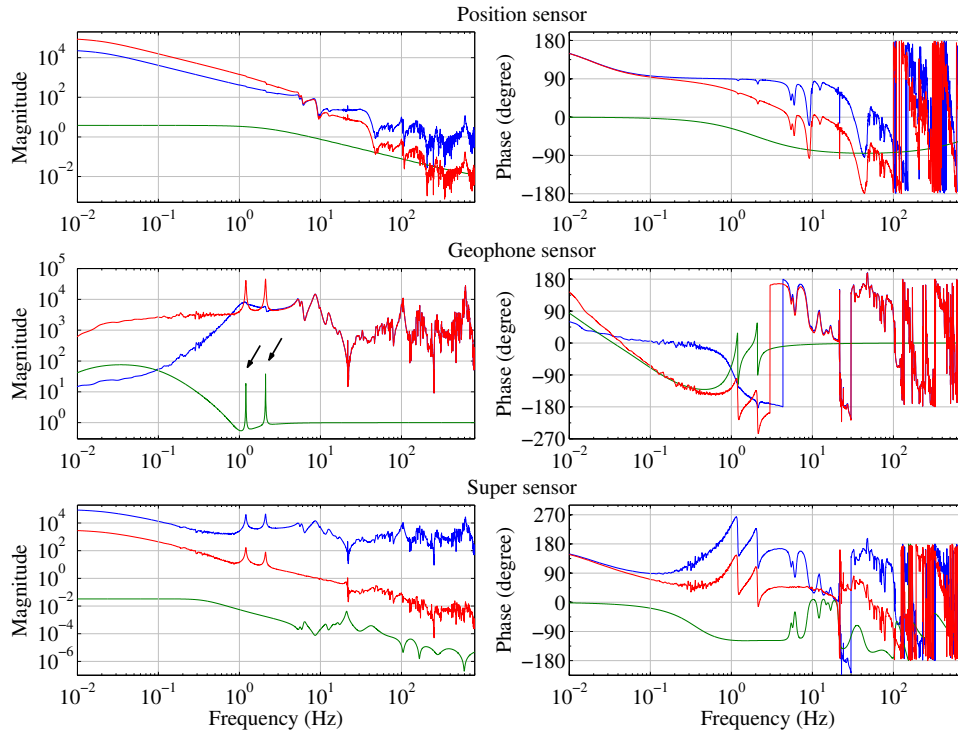 Position sensor
Magnitude
10^4
10^2
10^0
10^−2
10^−2 10^−1 10^0 10^1 10^2
Phase (degree)
180
90
0
−90
−180
10^−2 10^−1 10^0 10^1 10^2
Geophone sensor
Magnitude
10^5
10^4
10^3
10^2
10^1
10^0
10^−2 10^−1 10^0 10^1 10^2
Phase (degree)
180
90
0
−90
−180
−270
10^−2 10^−1 10^0 10^1 10^2
Super sensor
Magnitude
10^4
10^2
10^0
10^−2
10^−4
10^−6
10^−2 10^−1 10^0 10^1 10^2
Frequency (Hz)
Phase (degree)
270
180
90
0
−90
−180
10^−2 10^−1 10^0 10^1 10^2
Frequency (Hz)